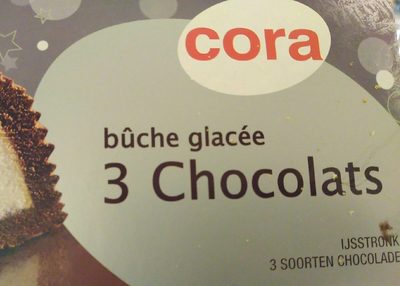 cora
bûche glacée
3 Chocolats
IJSSTRONK
3 SOORTEN CHOCOLADE